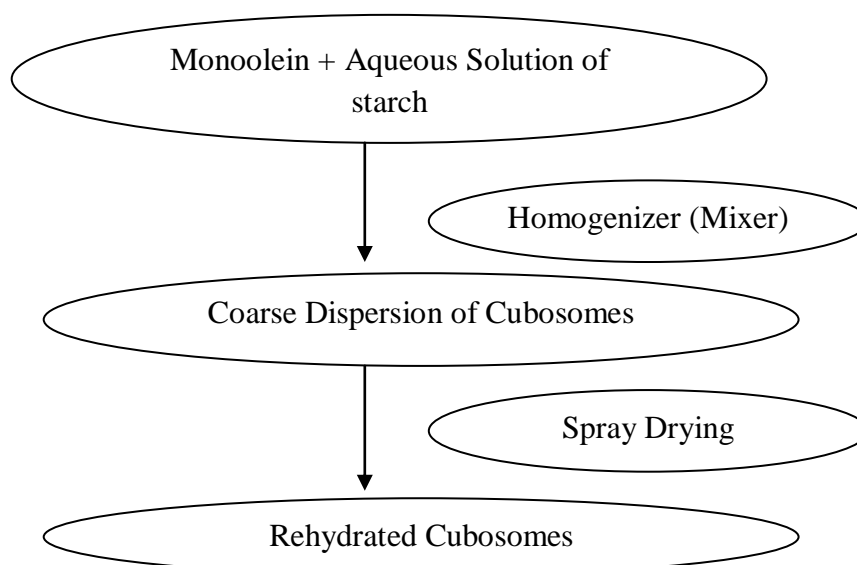 Monoolein + Aqueous Solution of
starch
Homogenizer (Mixer)
Coarse Dispersion of Cubosomes
Spray Drying
Rehydrated Cubosomes